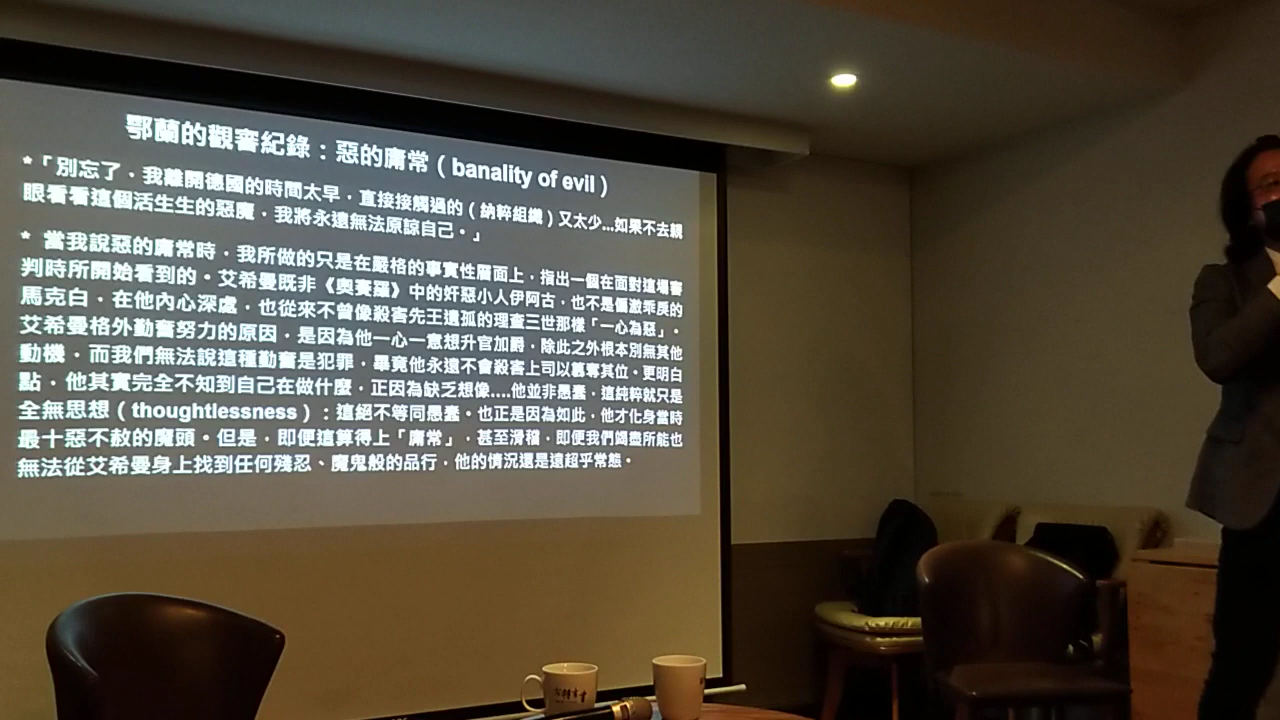 鄂蘭的觀審紀錄：惡的庸常（banality of evil）
*「別忘了，我離開德國的時間太早，直接接觸過的（納粹組織）又太少...如果不去親
眼看看這個活生生的惡魔，我將永遠無法原諒自己。」
* 當我說惡的庸常時，我所做的只是在嚴格的事實性層面上，指出一個在面對這場審
判時所開始看到的。艾希曼既非《奧賽羅》中的奸惡小人伊阿古，也不是偏激乖戾的
馬克白，在他內心深處，也從來不曾像殺害先王遺孤的理查三世那樣「一心為惡」。
艾希曼格外勤奮努力的原因，是因為他一心一意想升官加爵，除此之外根本別無其他
動機，而我們無法說這種勤奮是犯罪，畢竟他永遠不會殺害上司以篡奪其位。更明白
點，他其實完全不知到自己在做什麼，正因為缺乏想像....他並非愚蠢，這純粹就只是
全無思想（thoughtlessness）：這絕不等同愚蠢。也正是因為如此，他才化身當時
最十惡不赦的魔頭。但是，即便這算得上「庸常」，甚至滑稽，即便我們竭盡所能也
無法從艾希曼身上找到任何殘忍、魔鬼般的品行，他的情況還是遠超乎常態。